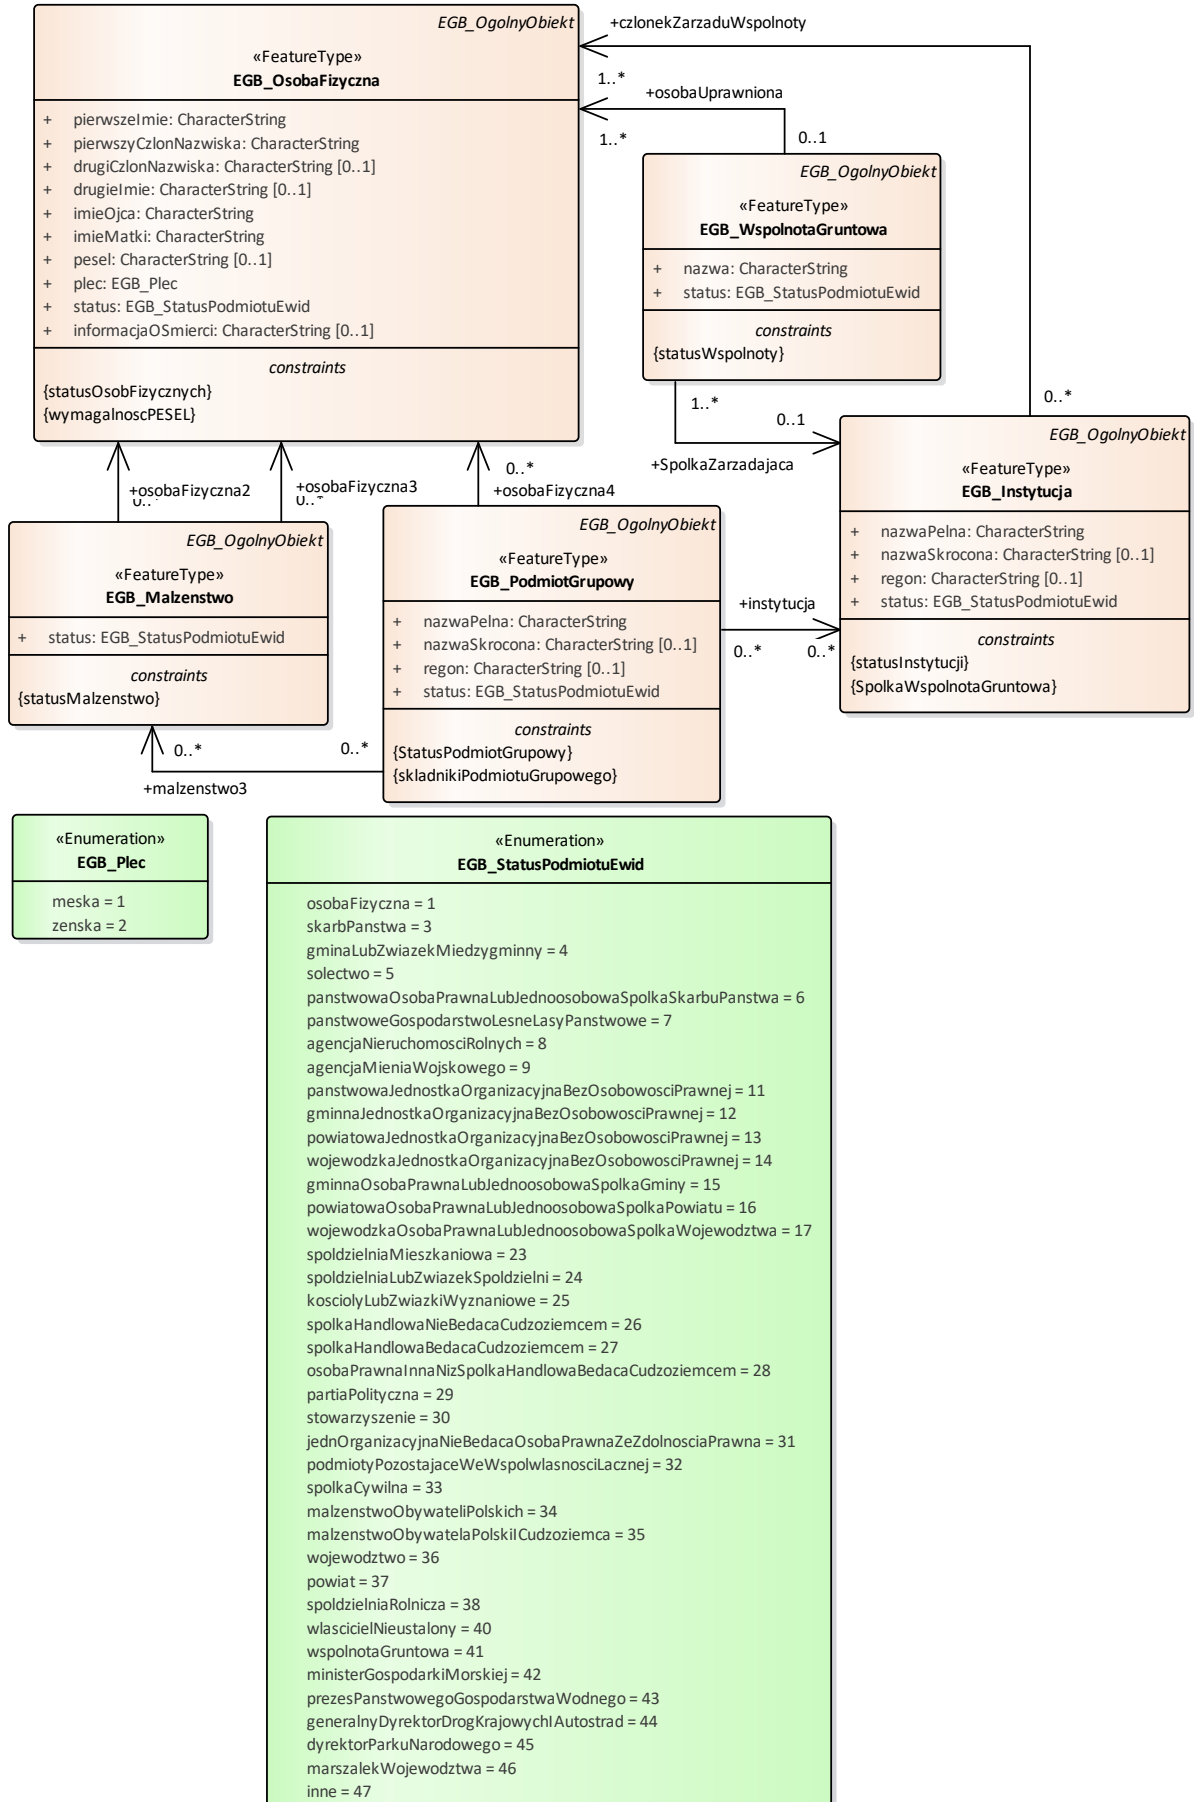 EGB_OgolnyObiekt
«FeatureType»
EGB_OsobaFizyczna
+ pierwszeImie: CharacterString
+ pierwszyCzlonNazwiska: CharacterString
+ drugiCzlonNazwiska: CharacterString [0..1]
+ drugieImie: CharacterString [0..1]
+ imieOjca: CharacterString
+ imieMatki: CharacterString
+ pesel: CharacterString [0..1]
+ plec: EGB_Plec
+ status: EGB_StatusPodmiotuEwid
+ informacjaOSmierci: CharacterString [0..1]
constraints
{statusOsobFizycznych}
{wymagalnoscPESEL}
+członekZarzaduWspolnoty
1..*
+osobaUprawniona
1..*
0..1
EGB_OgolnyObiekt
«FeatureType»
EGB_WspolnotaGruntowa
+ nazwa: CharacterString
+ status: EGB_StatusPodmiotuEwid
constraints
{statusWspolnoty}
1..*
0..1
+SpolkaZarzadajaca
0..*
EGB_OgolnyObiekt
«FeatureType»
EGB_Instytucja
+ nazwaPelna: CharacterString
+ nazwaSkrocona: CharacterString [0..1]
+ regon: CharacterString [0..1]
+ status: EGB_StatusPodmiotuEwid
constraints
{statusInstytucji}
{SpolkaWspolnotaGruntowa}
+osobaFizyczna2
+osobaFizyczna3
0..*
+osobaFizyczna4
EGB_OgolnyObiekt
«FeatureType»
EGB_Malzenstwo
+ status: EGB_StatusPodmiotuEwid
constraints
{statusMalzenstwo}
EGB_OgolnyObiekt
«FeatureType»
EGB_PodmiotGrupowy
+ nazwaPelna: CharacterString
+ nazwaSkrocona: CharacterString [0..1]
+ regon: CharacterString [0..1]
+ status: EGB_StatusPodmiotuEwid
constraints
{StatusPodmiotGrupowy}
{skladnikiPodmiotuGrupowego}
+instytucja
0..* 0..*
0..* 0..*
+malzenstwo3
«Enumeration»
EGB_Plec
meska = 1
zenska = 2
«Enumeration»
EGB_StatusPodmiotuEwid
osobaFizyczna = 1
skarbPanstwa = 3
gminaLubZwiazekMiedzygminny = 4
solectwo = 5
panstwowaOsobaPrawnaLubJednoosobowaSpolkaSkarbuPanstwa = 6
panstwoweGospodarstwoLesneLasyPanstwowe = 7
agencjaNieruchomosciRolnych = 8
agencjaMieniaWojskowego = 9
panstwowaJednostkaOrganizacyjnaBezOsobowosciPrawnej = 11
gminnaJednostkaOrganizacyjnaBezOsobowosciPrawnej = 12
powiatowaJednostkaOrganizacyjnaBezOsobowosciPrawnej = 13
wojewodzkaJednostkaOrganizacyjnaBezOsobowosciPrawnej = 14
gminnaOsobaPrawnaLubJednoosobowaSpolkaGminy = 15
powiatowaOsobaPrawnaLubJednoosobowaSpolkaPowiatu = 16
wojewodzkaOsobaPrawnaLubJednoosobowaSpolkaWojewodztwa = 17
spoldzielniaMieszkaniowa = 23
spoldzielniaLubZwiazekSpoldzielni = 24
kosciolyLubZwiazkiWyznaniowe = 25
spolkaHandlowaNieBedacaCudzoziemcem = 26
spolkaHandlowaBedacaCudzoziemcem = 27
osobaPrawnaInnaNizSpolkaHandlowaBedacaCudzoziemcem = 28
partiaPolityczna = 29
stowarzyszenie = 30
jednOrganizacyjnaNieBedacaOsobaPrawnaZeZdolnosciaPrawna = 31
podmiotyPozostajaceWeWspolwlasnosciLacznej = 32
spolkaCywilna = 33
malzenstwoObywateliPolskich = 34
malzenstwoObywatelaPolskiICudzoziemca = 35
wojewodztwo = 36
powiat = 37
spoldzielniaRolnicza = 38
wlascicielNieustalony = 40
wspolnotaGruntowa = 41
ministerGospodarkiMorskiej = 42
prezesPanstwowegoGospodarstwaWodnego = 43
generalnyDyrektorDrogKrajowychIAutostrad = 44
dyrektorParkuNarodowego = 45
marszalekWojewodztwa = 46
inne = 47